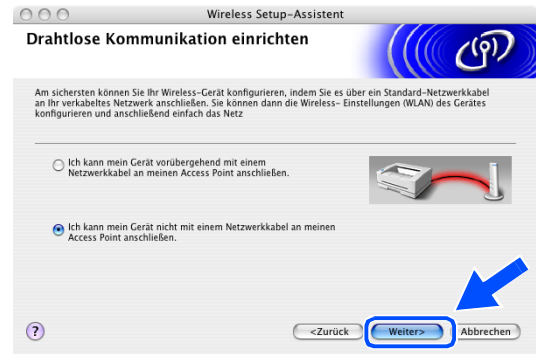 Wireless Setup-Assistent
Drahtlose Kommunikation einrichten
Am sichersten können Sie Ihr Wireless-Gerät konfigurieren, indem Sie es über ein Standard-Netzwerkkabel
an Ihr verkabeltes Netzwerk anschließen. Sie können dann die Wireless- Einstellungen (WLAN) des Gerätes
konfigurieren und anschließend einfach das Netz
Ich kann mein Gerät vorübergehend mit einem
Netzwerkkabel an meinen Access Point anschließen.
Ich kann mein Gerät nicht mit einem Netzwerkkabel an meinen
Access Point anschließen.
?
<Zurück
Weiter>
Abbrechen